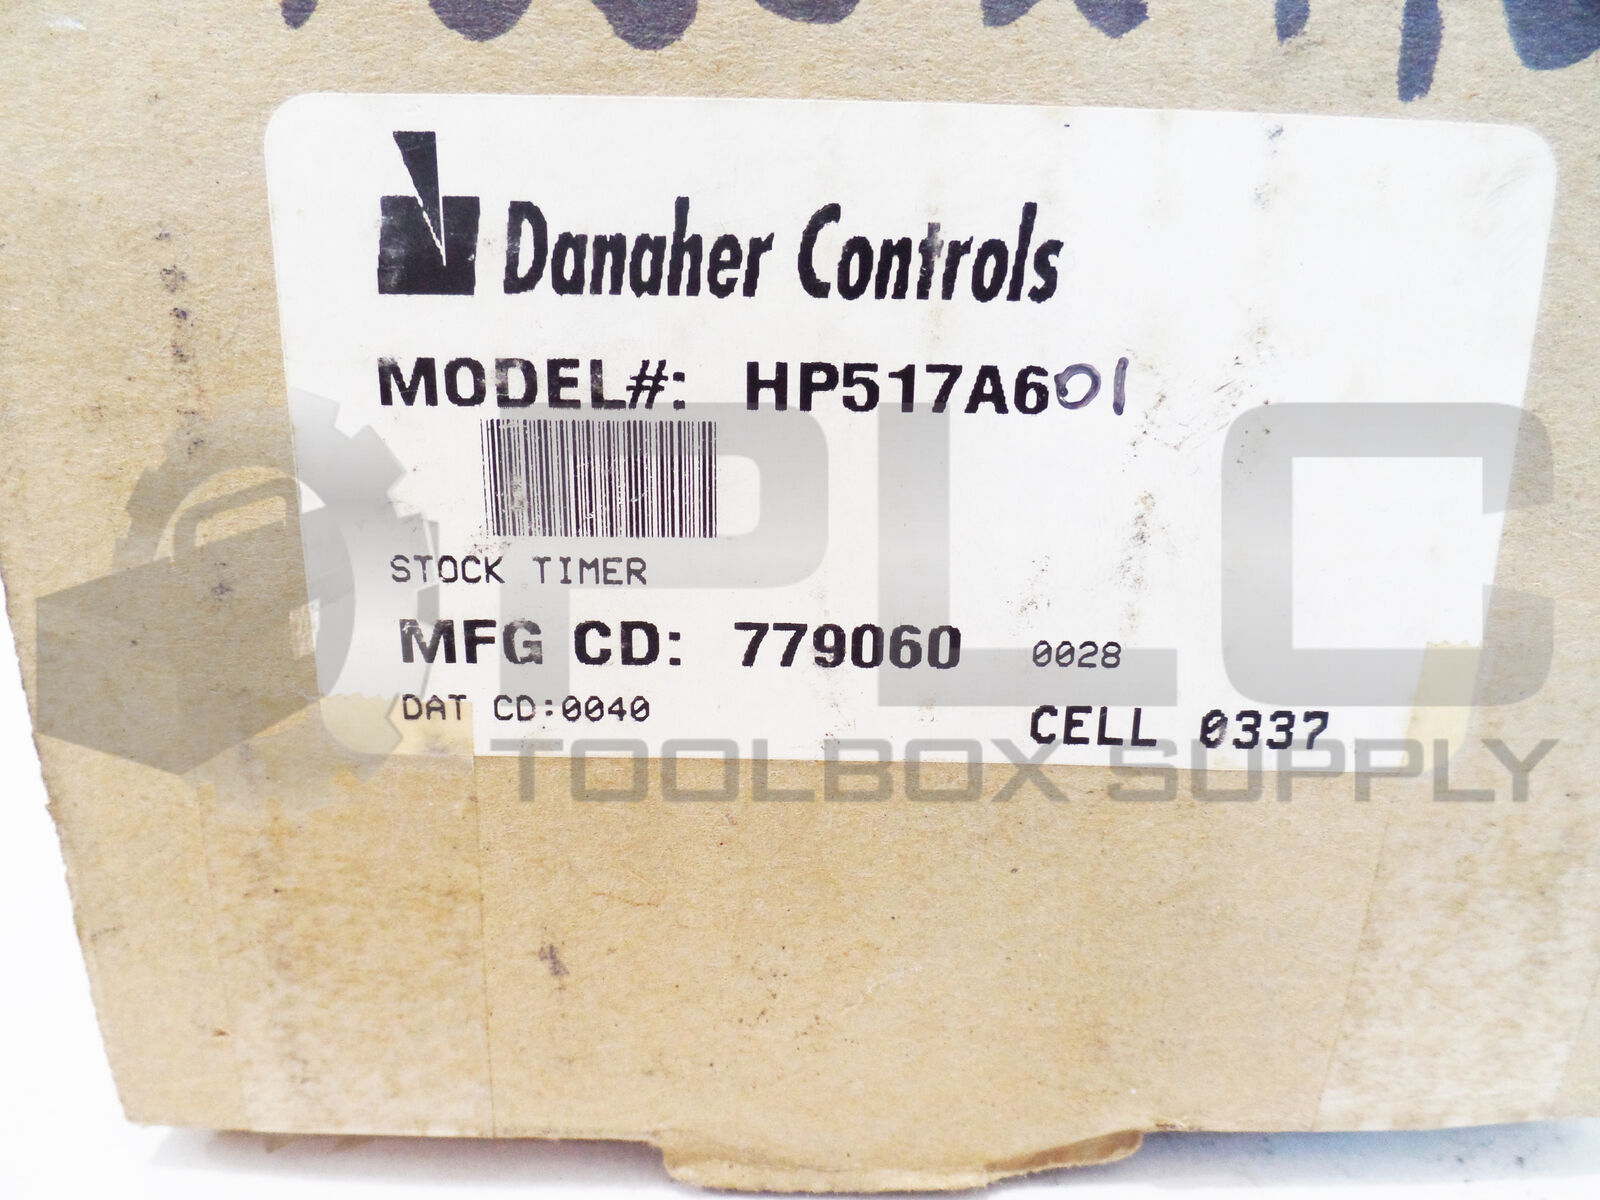 Danaher Controls
MODEL#: HP517A601
STOCK TIMER
MFG CD: 779060 0028
DAT CD:0040
CELL 0337
PLC
TOOLBOX SUPPLY